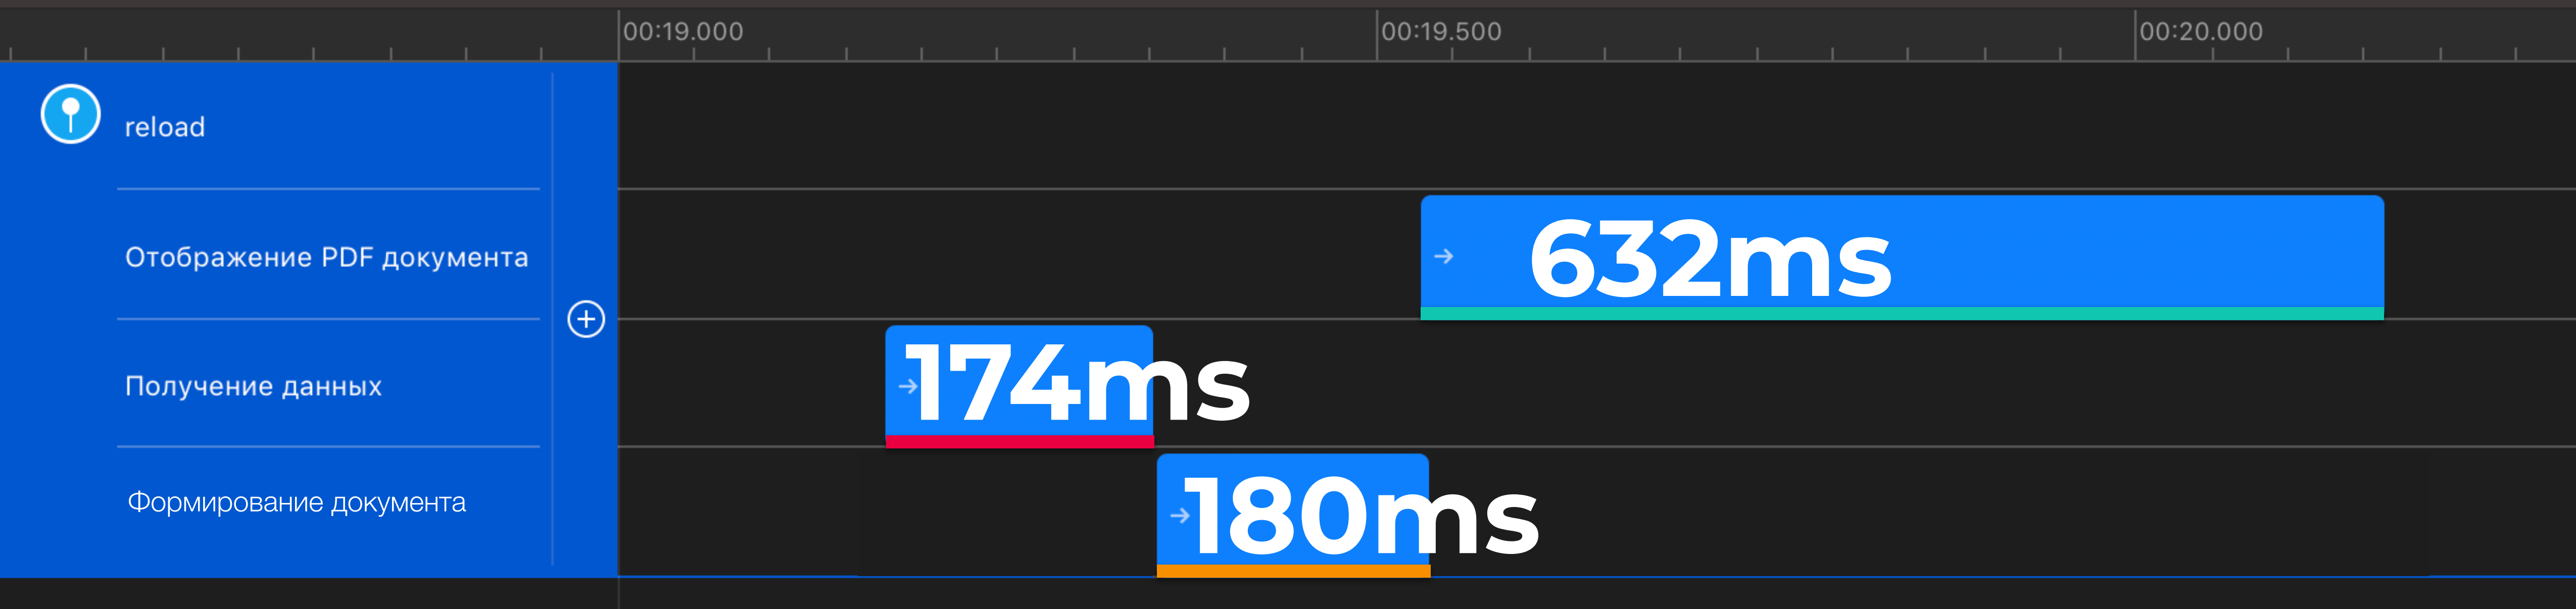 00:19.000 00:19.500 00:20.000
reload
Отображение PDF документа
632ms
Получение данных
174ms
Формирование документа
180ms